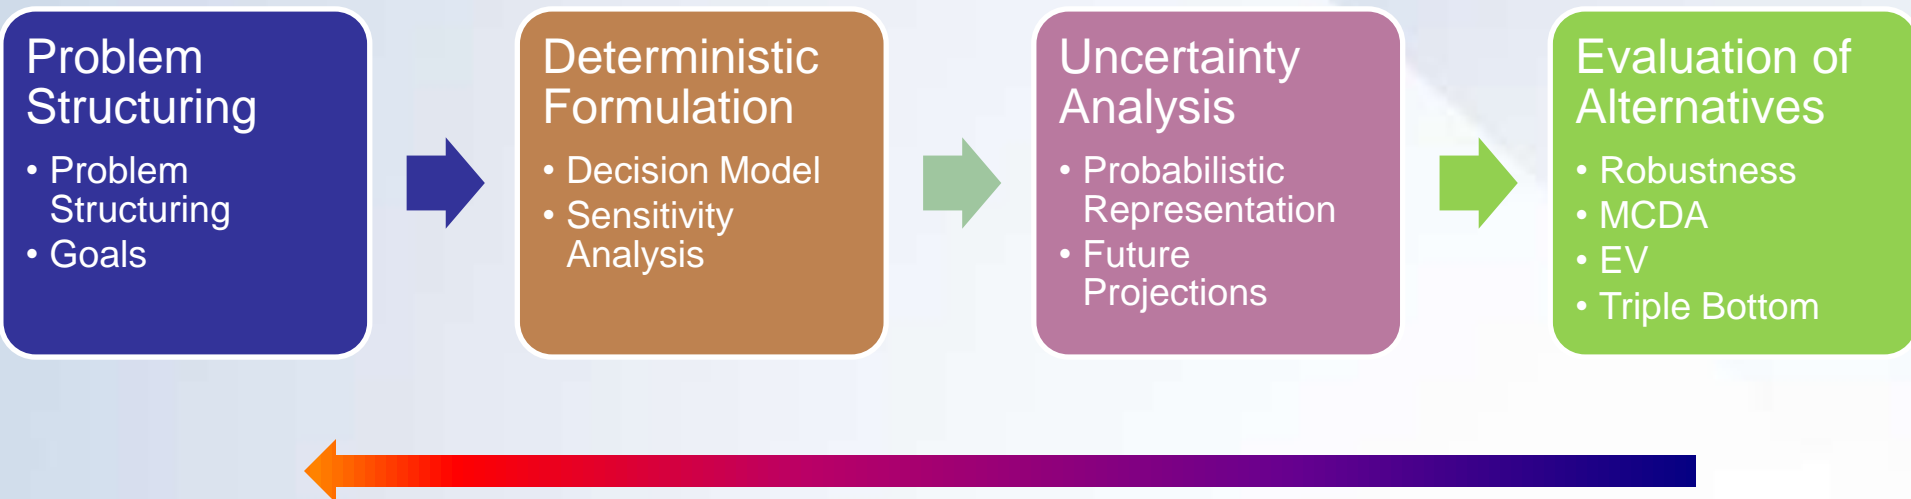 Problem
Structuring
• Problem
Structuring
• Goals
Deterministic
Formulation
• Decision Model
• Sensitivity
Analysis
Uncertainty
Analysis
• Probabilistic
Representation
• Future
Projections
Evaluation of
Alternatives
• Robustness
• MCDA
• EV
• Triple Bottom